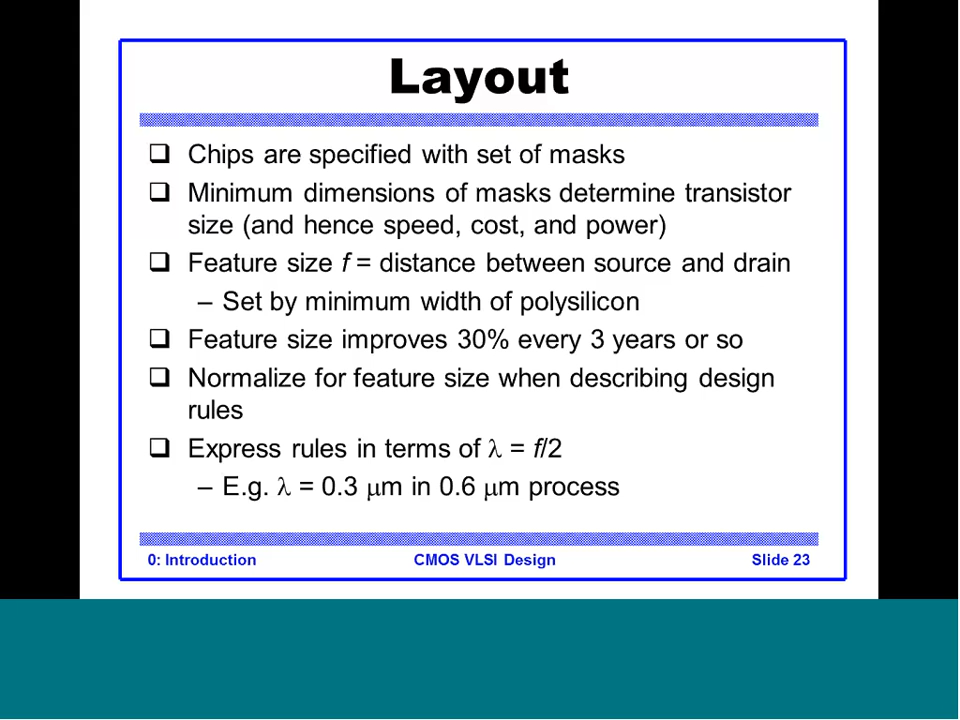 Layout
❑ Chips are specified with set of masks
❑ Minimum dimensions of masks determine transistor
size (and hence speed, cost, and power)
❑ Feature size f = distance between source and drain
– Set by minimum width of polysilicon
❑ Feature size improves 30% every 3 years or so
❑ Normalize for feature size when describing design
rules
❑ Express rules in terms of λ = f/2
– E.g. λ = 0.3 μm in 0.6 μm process
0: Introduction CMOS VLSI Design Slide 23